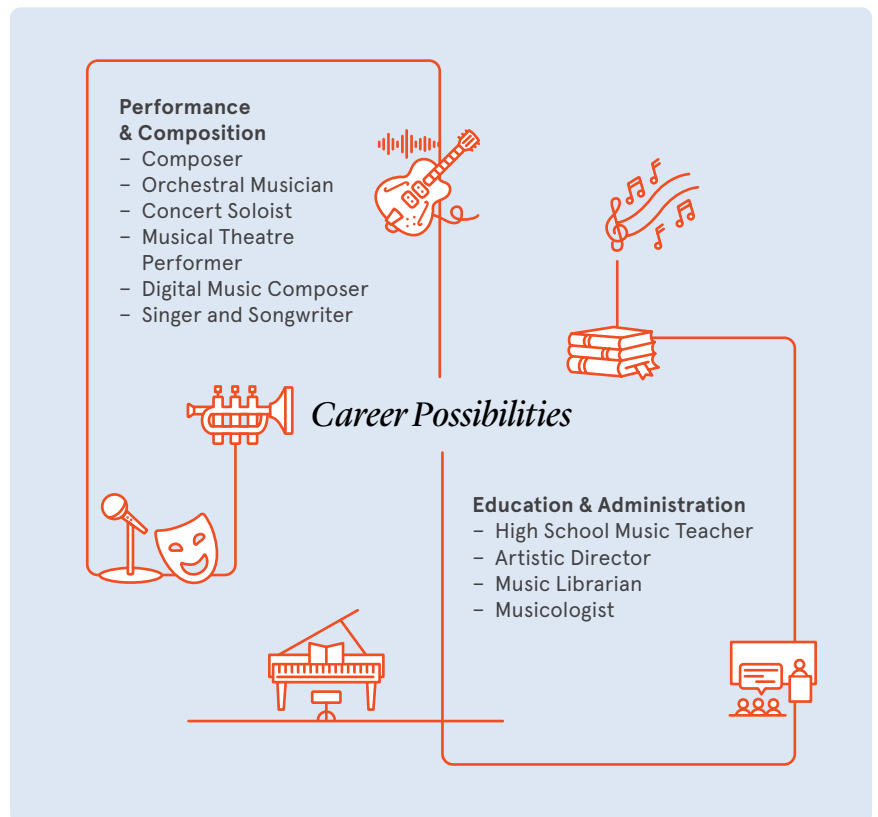 Performance
& Composition
– Composer
– Orchestral Musician
– Concert Soloist
– Musical Theatre
Performer
– Digital Music Composer
– Singer and Songwriter
Career Possibilities
Education & Administration
– High School Music Teacher
– Artistic Director
– Music Librarian
– Musicologist